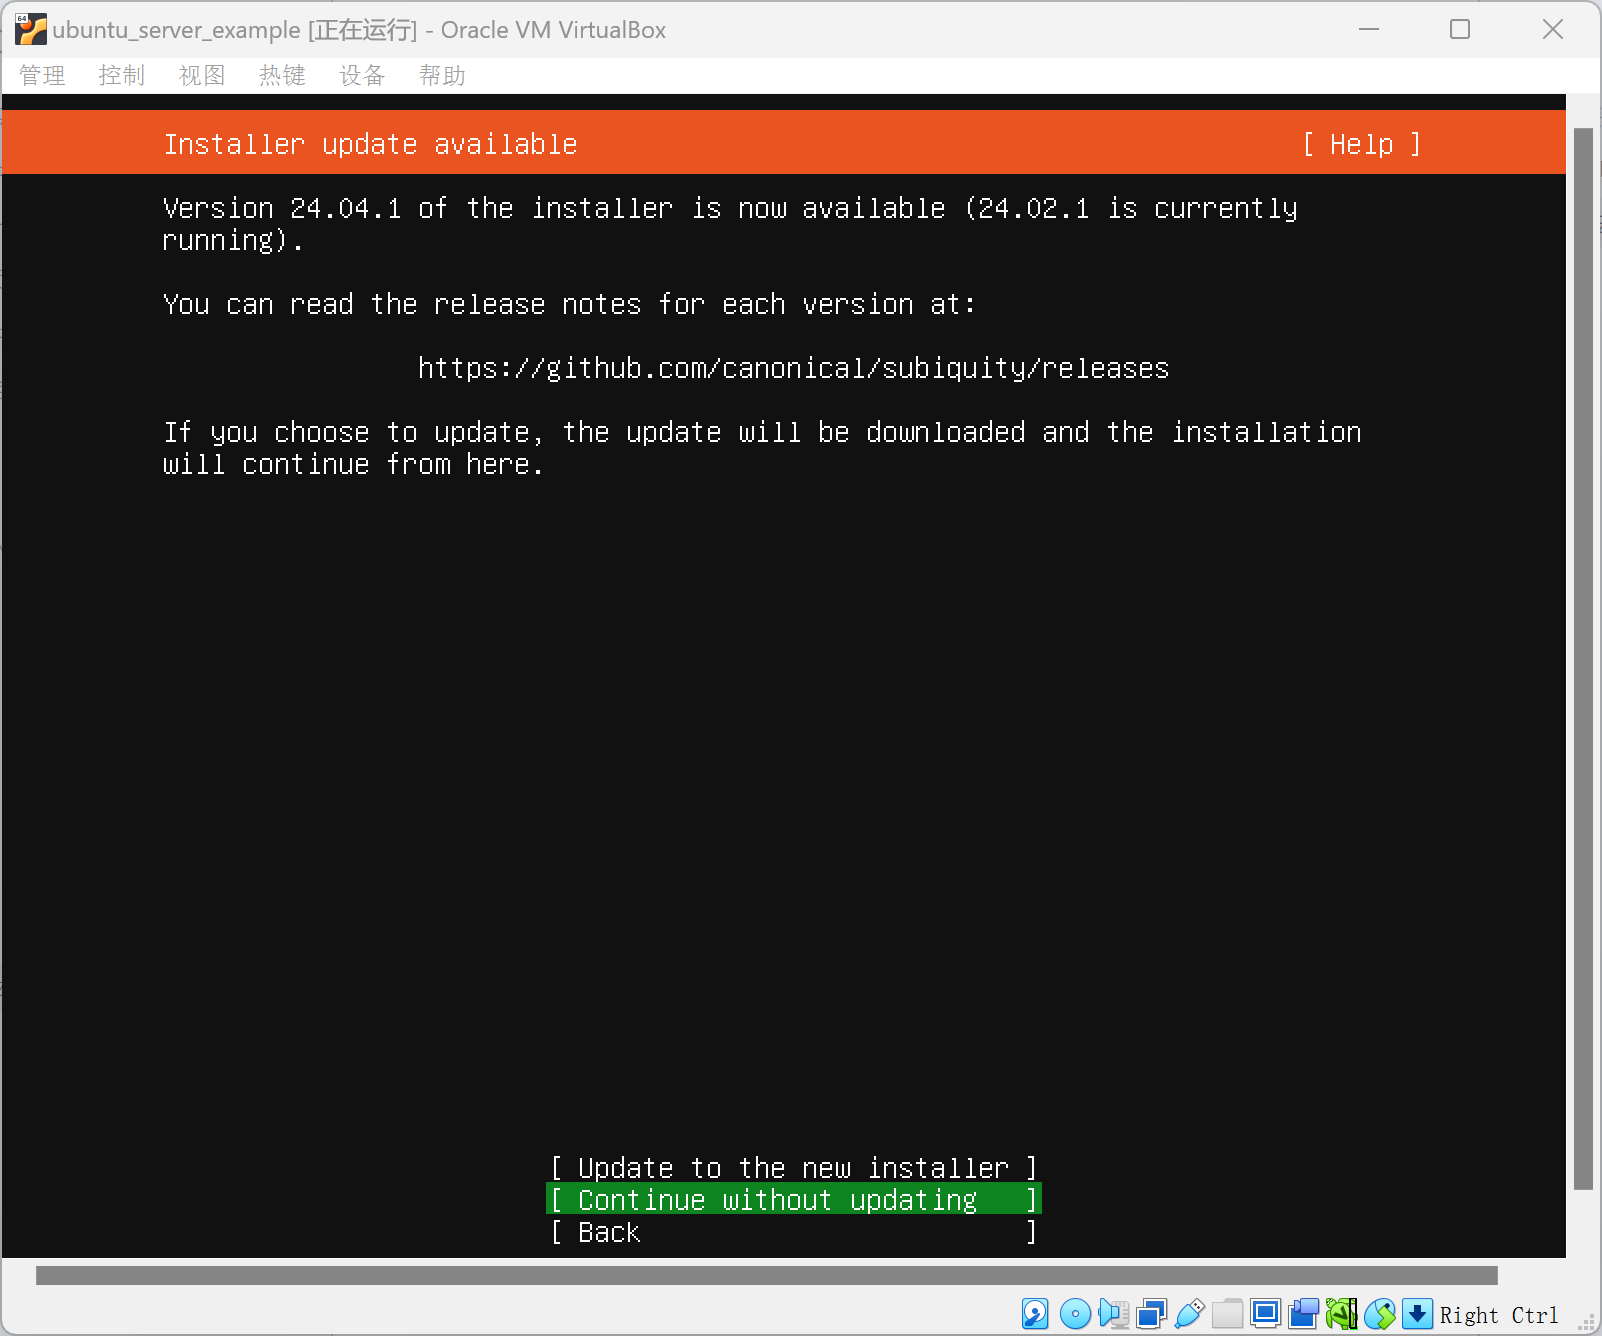 64
ubuntu_server_example [正在运行] - Oracle VM VirtualBox
管理 控制 视图 热键 设备 帮助
Installer update available [ Help ]
Version 24.04.1 of the installer is now available (24.02.1 is currently
running).
You can read the release notes for each version at:
https://github.com/canonical/subiquity/releases
If you choose to update, the update will be downloaded and the installation
will continue from here.
[ Update to the new installer ]
[ Continue without updating ]
[ Back ]
Right Ctrl